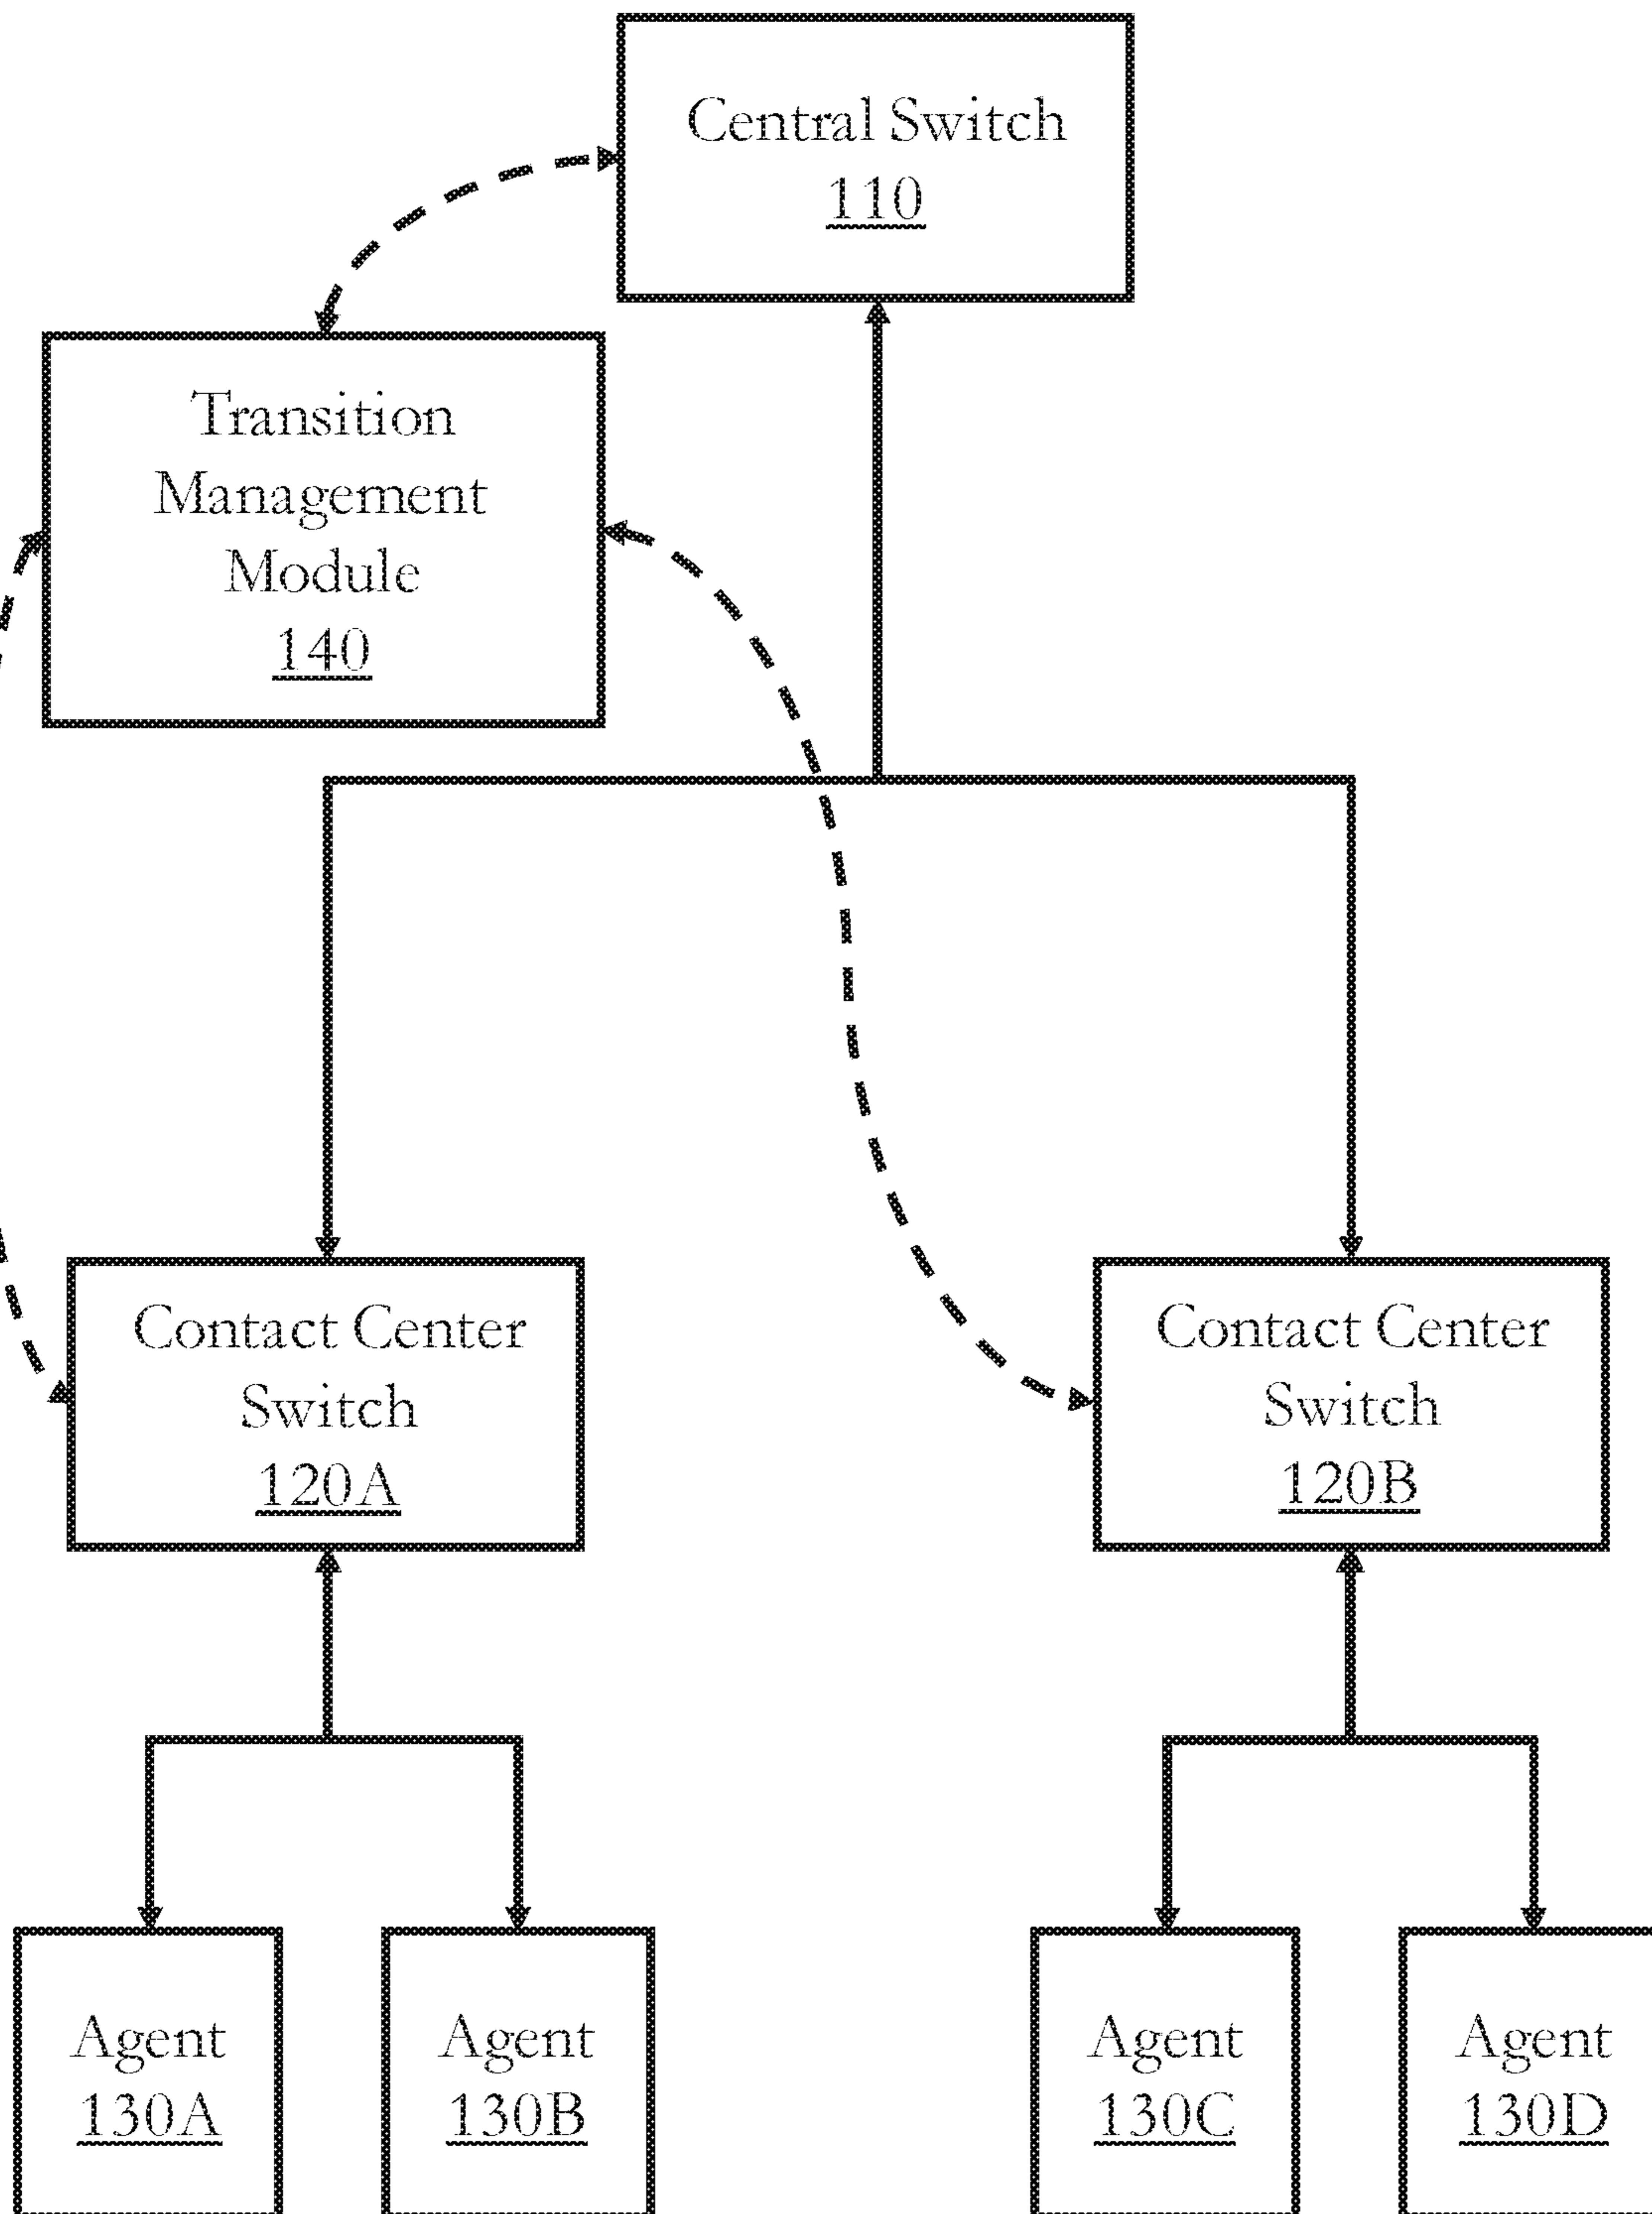 Central Switch
110
Transition
Management
Module
140
Contact Center
Switch
120A
Contact Center
Switch
120B
Agent
130A
Agent
130B
Agent
130C
Agent
130D